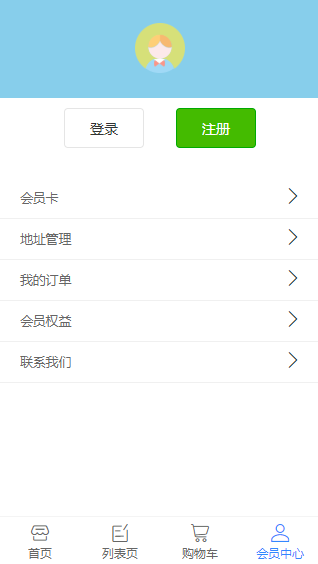 登录 注册
会员卡
地址管理
我的订单
会员权益
联系我们
首页 列表页 购物车 会员中心